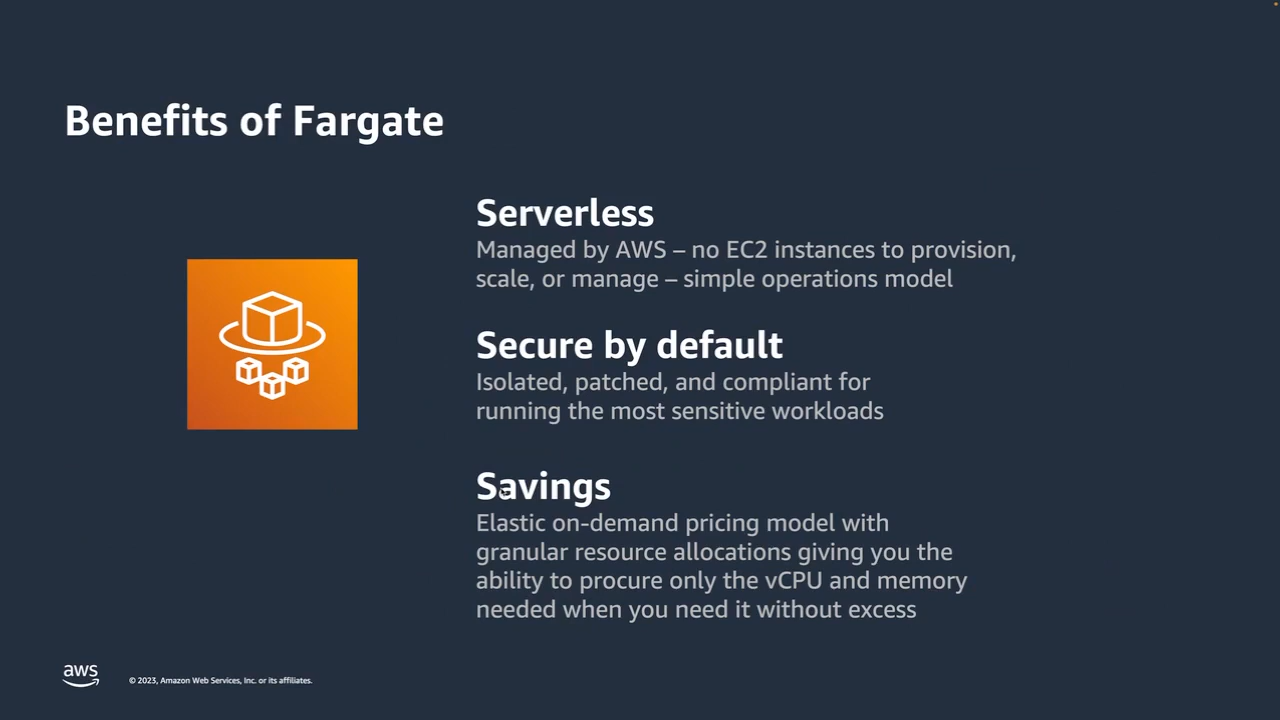 Benefits of Fargate
Serverless
Managed by AWS – no EC2 instances to provision,
scale, or manage – simple operations model
Secure by default
Isolated, patched, and compliant for
running the most sensitive workloads
Savings
Elastic on-demand pricing model with
granular resource allocations giving you the
ability to procure only the vCPU and memory
needed when you need it without excess
aws
© 2023, Amazon Web Services, Inc. or its affiliates.